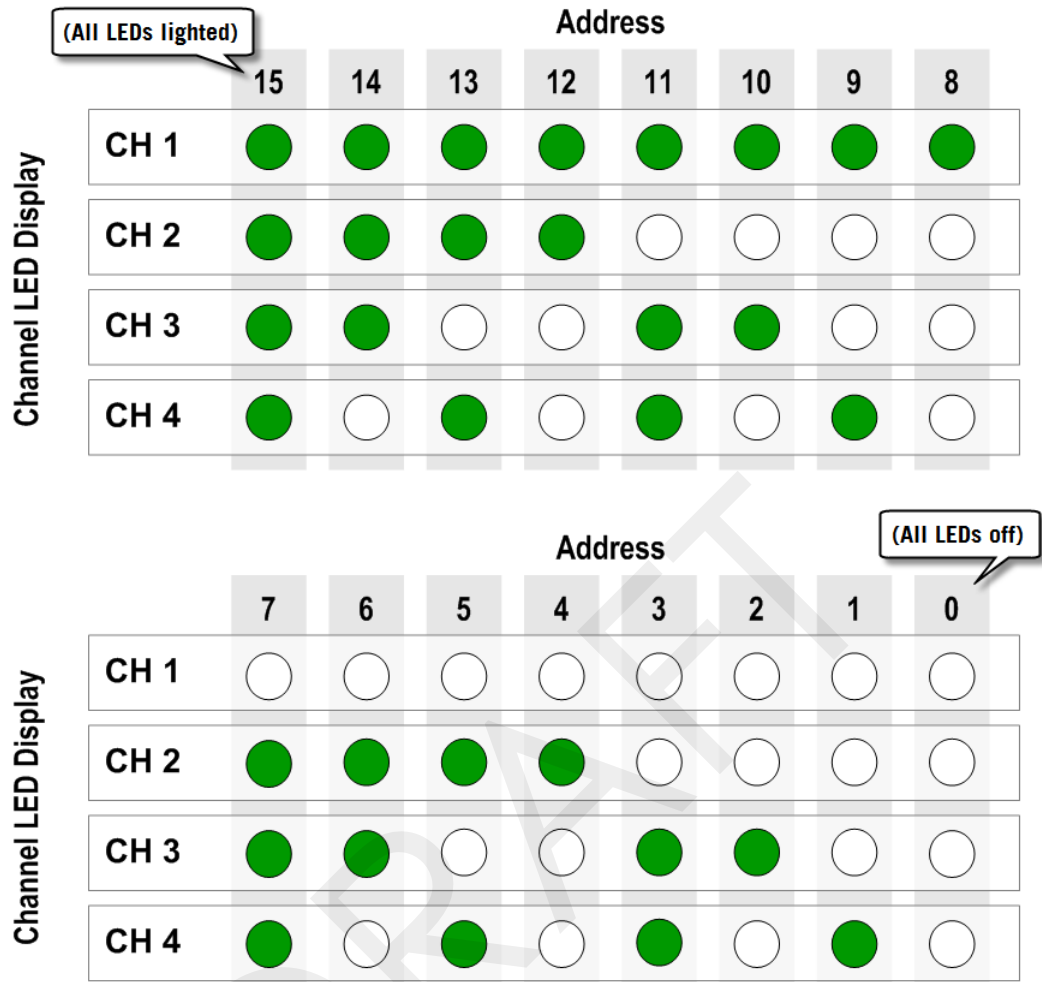 Address
(All LEDs lighted)
15 14 13 12 11 10 9 8
Channel LED Display
CH 1
CH 2
CH 3
CH 4
Address
(All LEDs off)
7 6 5 4 3 2 1 0
Channel LED Display
CH 1
CH 2
CH 3
CH 4
DRAFT